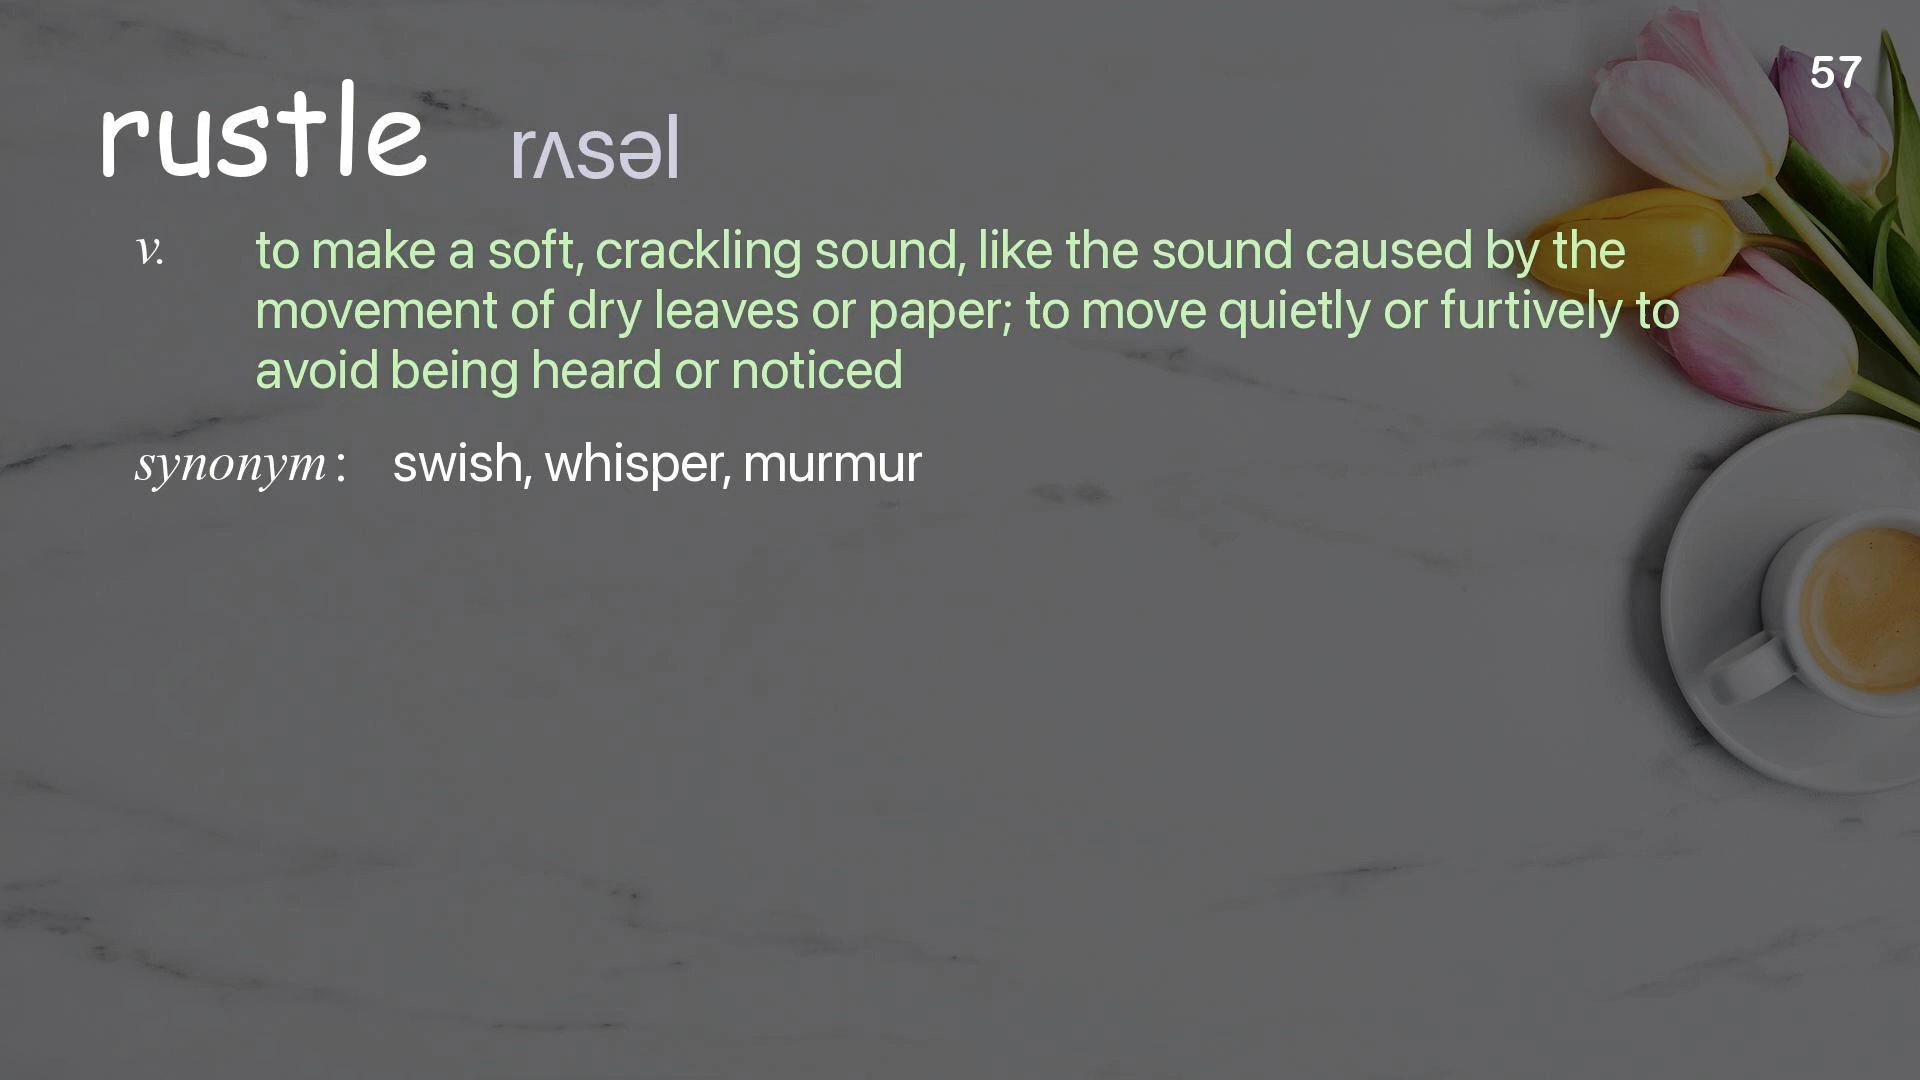 57
rustle rʌsəl
v. to make a soft, crackling sound, like the sound caused by the
movement of dry leaves or paper; to move quietly or furtively to
avoid being heard or noticed
synonym: swish, whisper, murmur